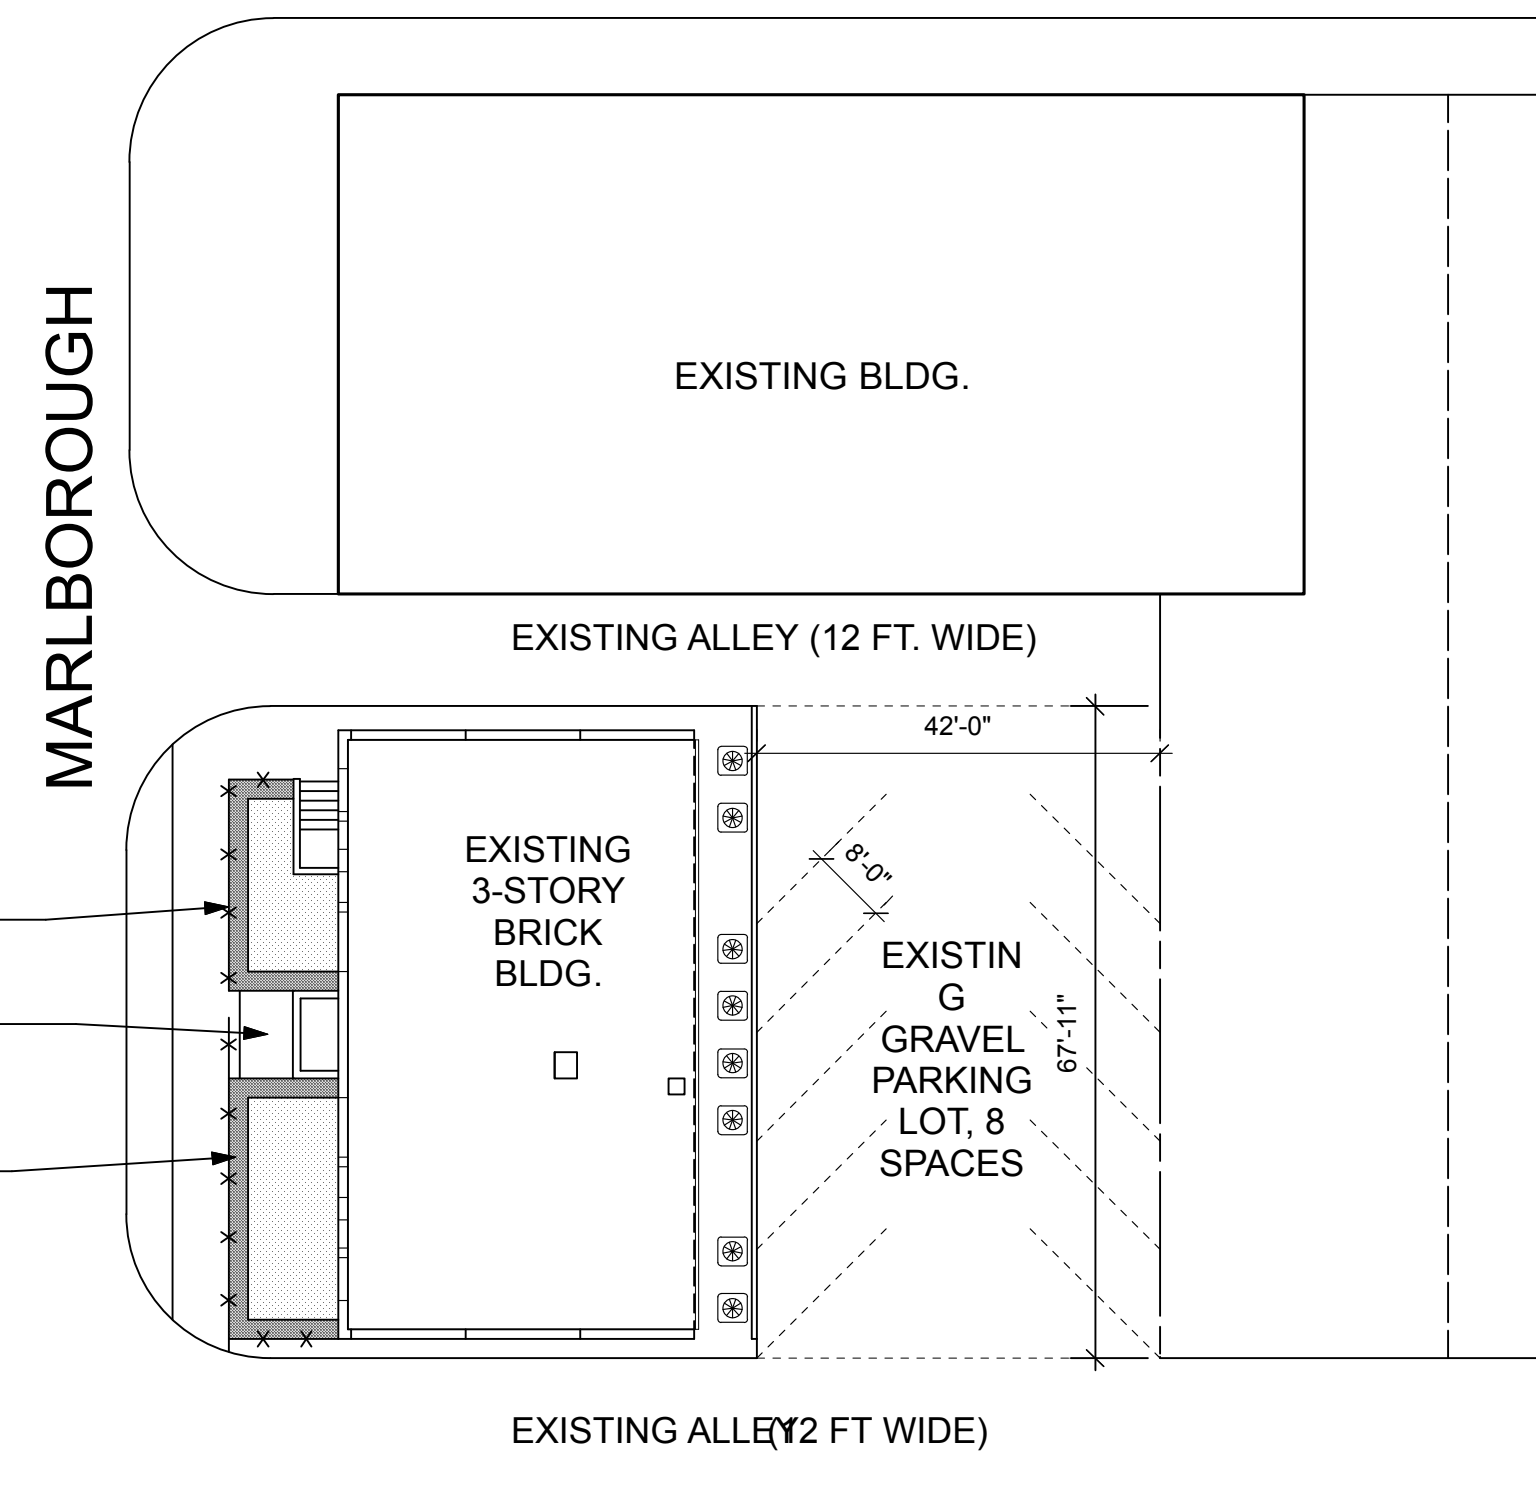 MARLBOROUGH
EXISTING BLDG.
EXISTING ALLEY (12 FT. WIDE)
42'-0"
8'-0"
EXISTING
3-STORY
BRICK
BLDG.
EXISTIN
G
GRAVEL
PARKING
LOT, 8
SPACES
67'-11"
EXISTING ALLEY (12 FT WIDE)